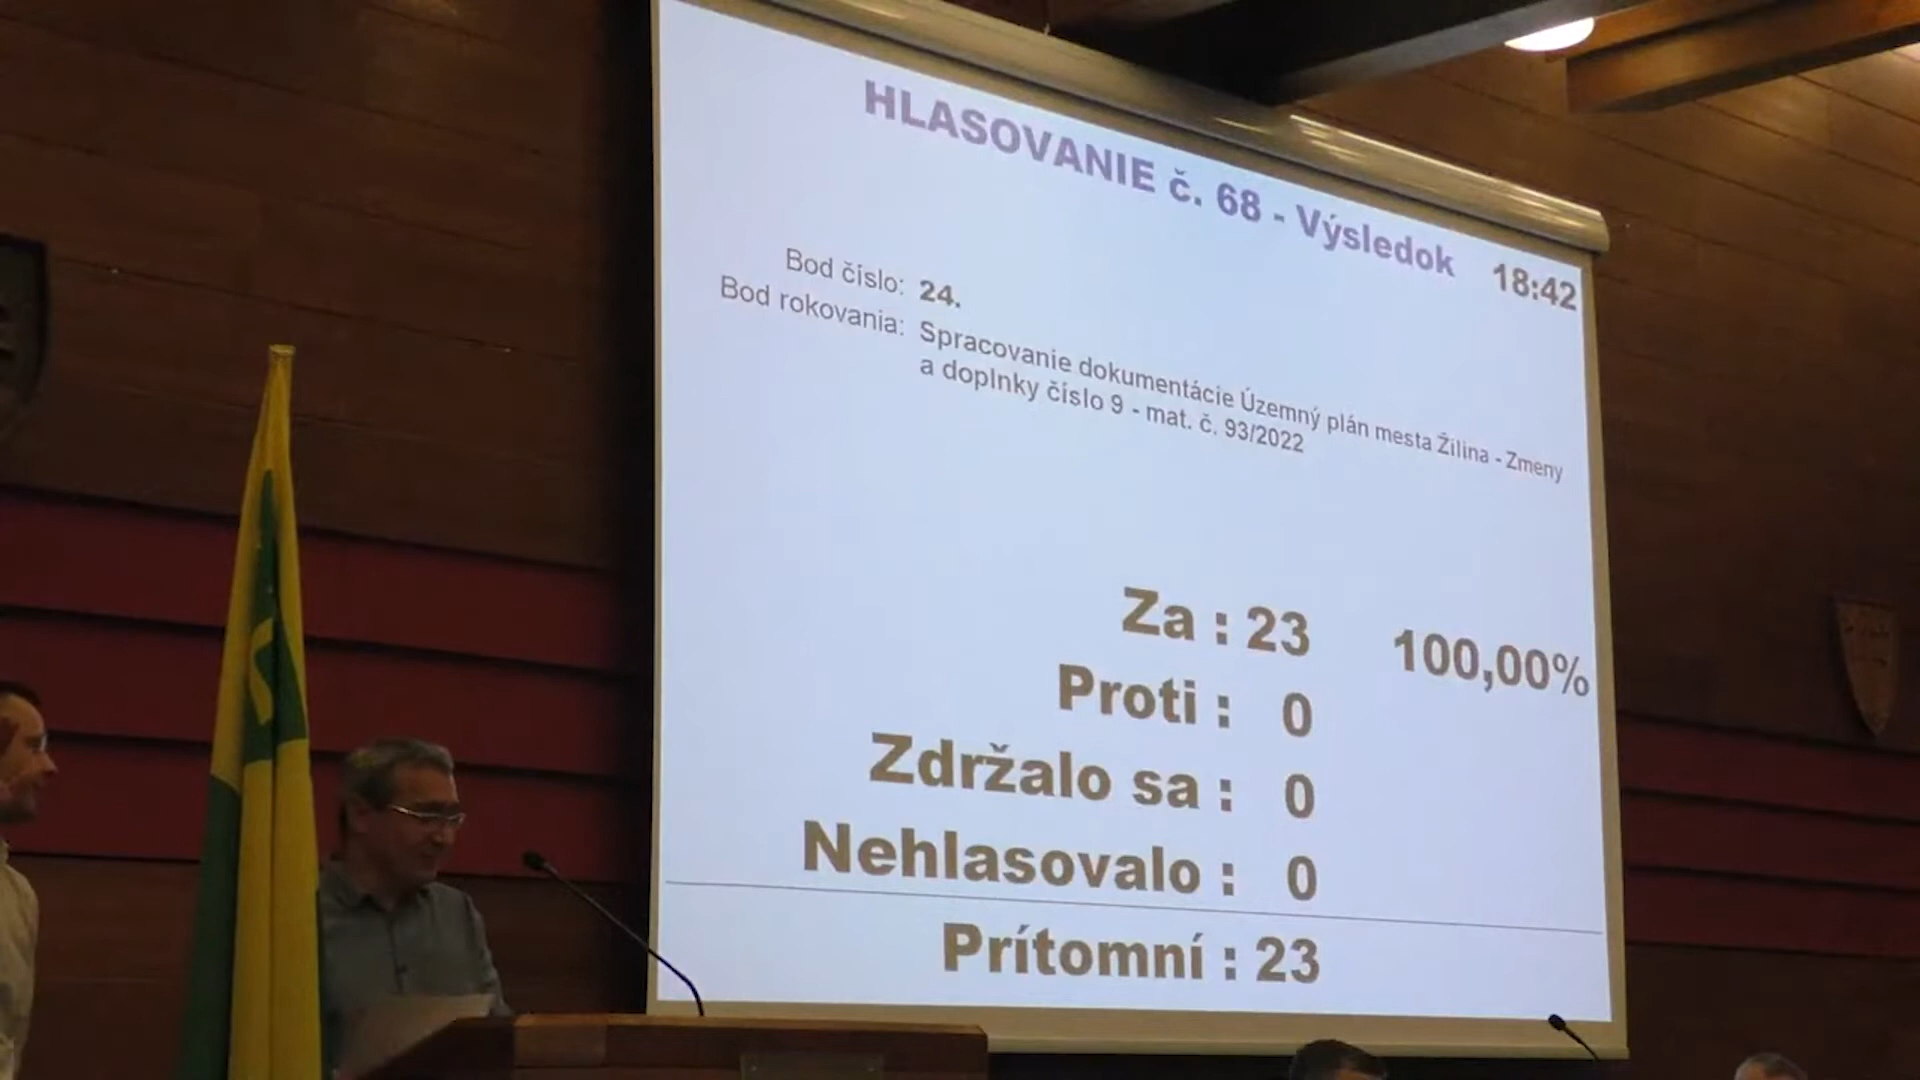 HLASOVANIE č. 68 - Výsledok 18:42
Bod číslo: 24.
Bod rokovania: Spracovanie dokumentácie Územný plán mesta Žilina - Zmeny
a doplnky číslo 9 - mat. č. 93/2022
Za : 23 100,00%
Proti : 0
Zdržalo sa : 0
Nehlasovalo : 0
Prítomní : 23